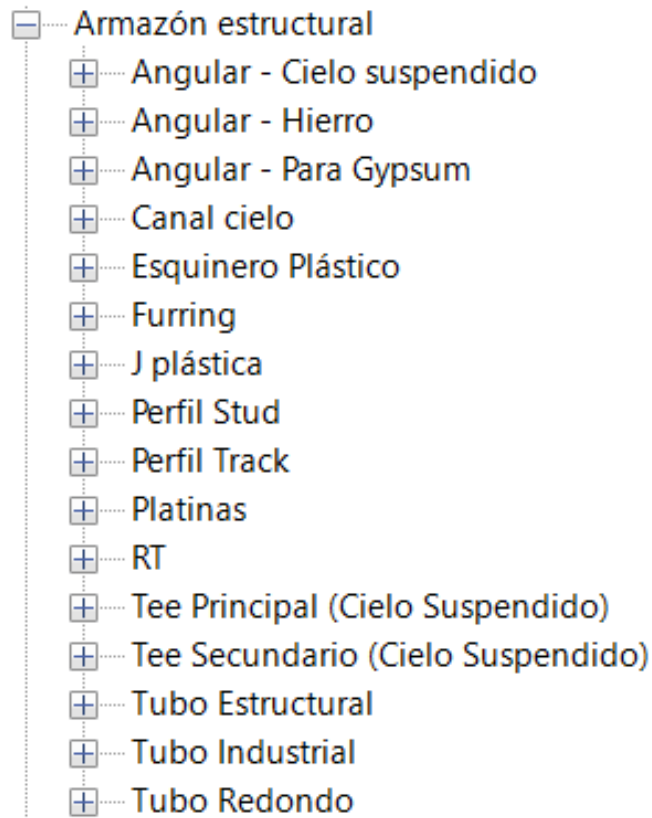 Armazón estructural
Angular - Cielo suspendido
Angular - Hierro
Angular - Para Gypsum
Canal cielo
Esquinero Plástico
Furring
J plástica
Perfil Stud
Perfil Track
Platinas
RT
Tee Principal (Cielo Suspendido)
Tee Secundario (Cielo Suspendido)
Tubo Estructural
Tubo Industrial
Tubo Redondo